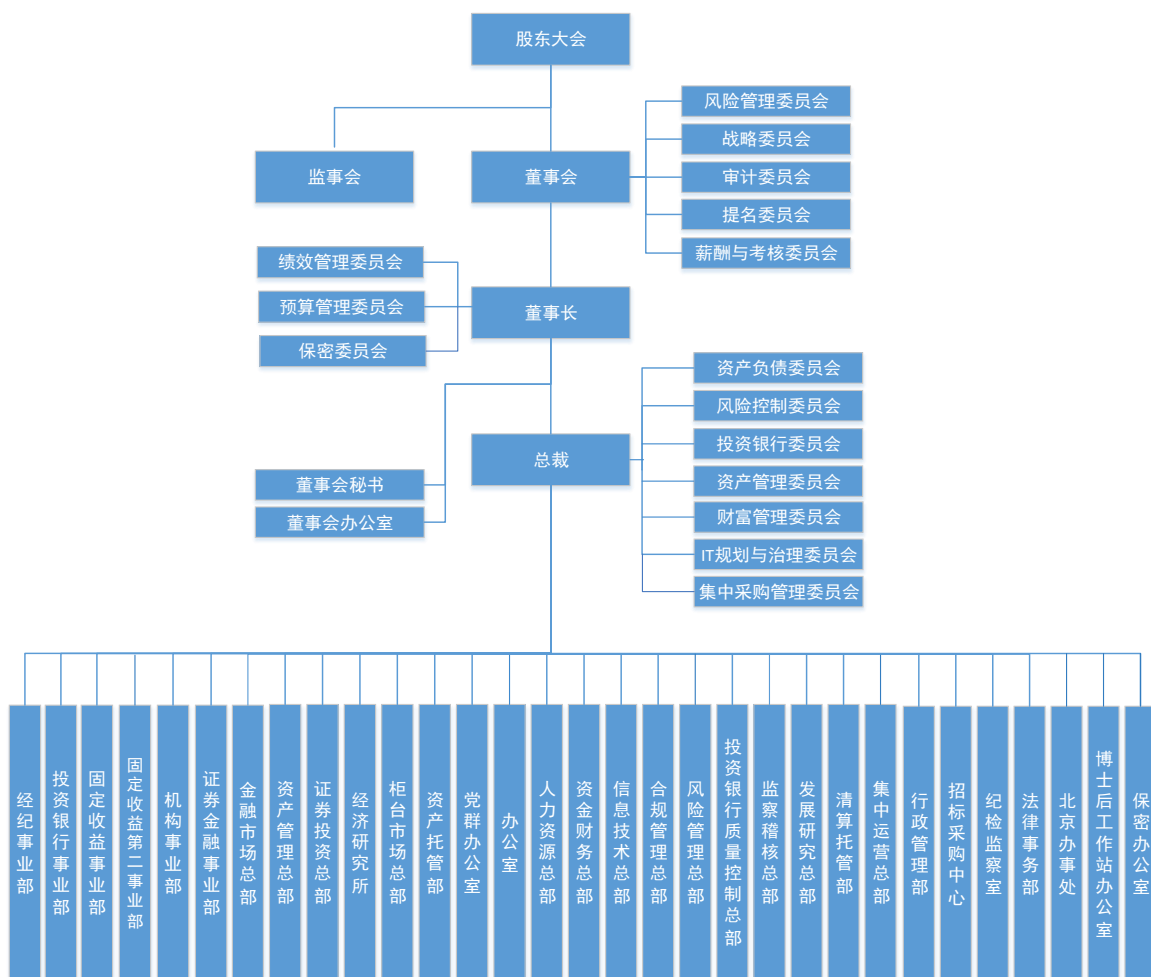 股东大会
监事会
董事会
风险管理委员会
战略委员会
审计委员会
提名委员会
薪酬与考核委员会
绩效管理委员会
预算管理委员会
保密委员会
董事长
资产负债委员会
风险控制委员会
投资银行委员会
资产管理委员会
财富管理委员会
IT规划与治理委员会
集中采购管理委员会
总裁
董事会秘书
董事会办公室
经纪事业部
投资银行事业部
固定收益事业部
固定收益第二事业部
机构事业部
证券金融事业部
金融市场总部
资产管理总部
证券投资总部
经济研究所
柜台市场总部
资产托管部
党群办公室
办公室
人力资源总部
资金财务总部
信息技术总部
合规管理总部
风险管理总部
投资银行质量控制总部
监察稽核总部
发展研究总部
清算托管部
集中运营总部
行政管理部
招标采购中心
纪检监察室
法律事务部
北京办事处
博士后工作站办公室
保密办公室